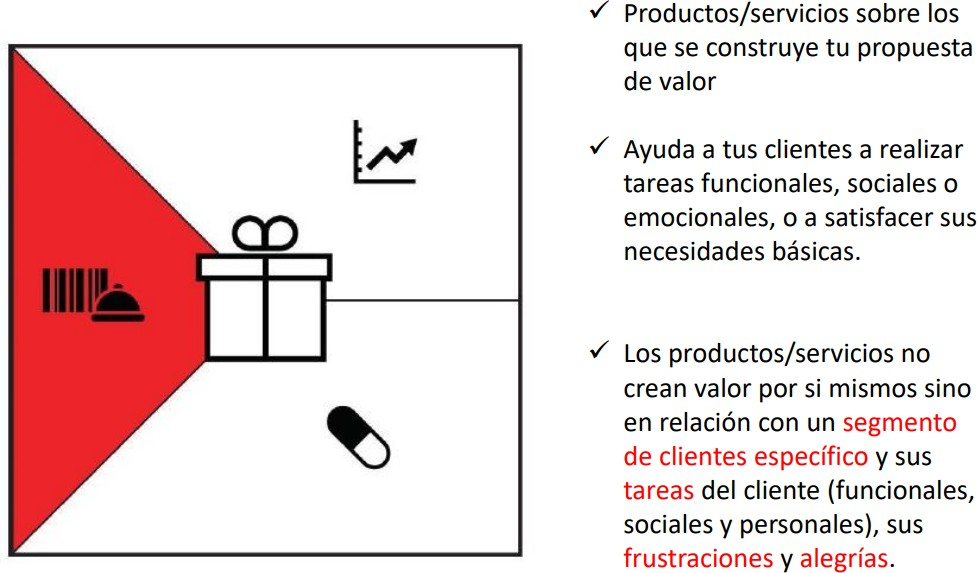 ✓ Productos/servicios sobre los
que se construye tu propuesta
de valor
✓ Ayuda a tus clientes a realizar
tareas funcionales, sociales o
emocionales, o a satisfacer sus
necesidades básicas.
✓ Los productos/servicios no
crean valor por si mismos sino
en relación con un segmento
de clientes específico y sus
tareas del cliente (funcionales,
sociales y personales), sus
frustraciones y alegrías.